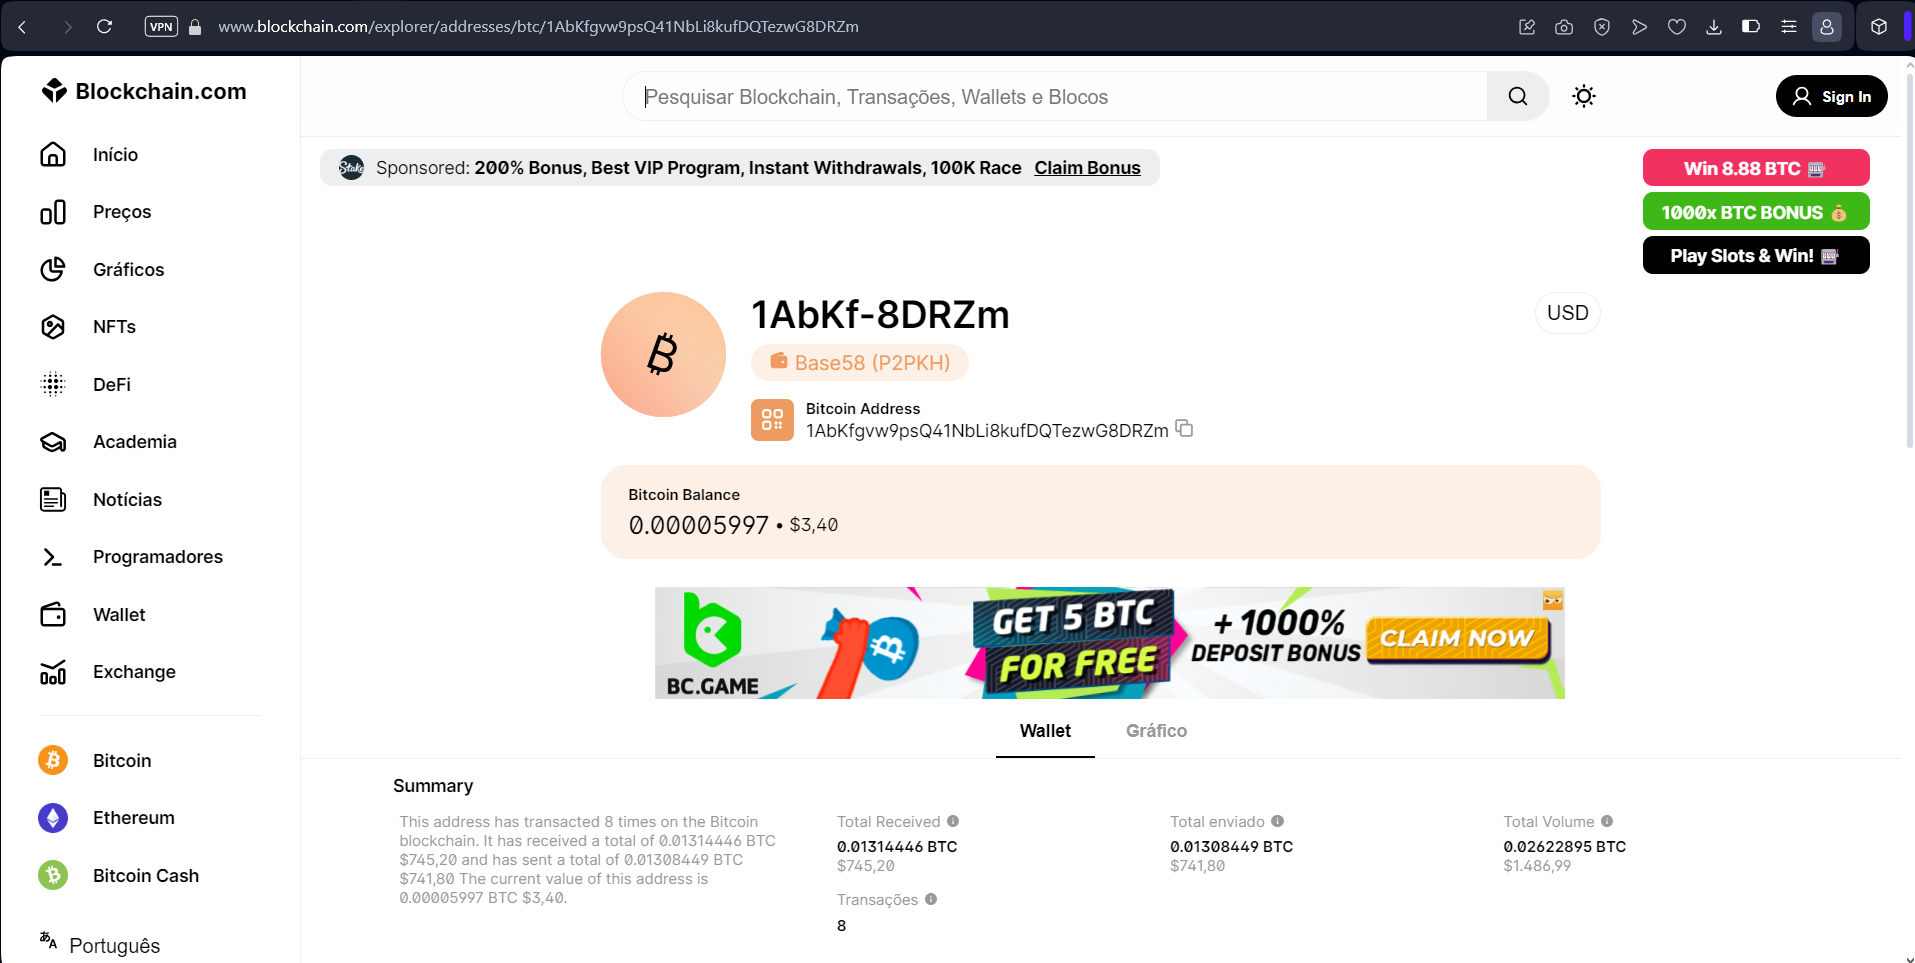 VPN
www.blockchain.com/explorer/addresses/btc/1AbKfgvw9psQ41NbLi8kufDQTezwG8DRZm
Blockchain.com
Pesquisar Blockchain, Transações, Wallets e Blocos
Sign In
Início
Preços
Gráficos
NFTs
DeFi
Academia
Notícias
Programadores
Wallet
Exchange
Bitcoin
Ethereum
Bitcoin Cash
Português
Stake
Sponsored: 200% Bonus, Best VIP Program, Instant Withdrawals, 100K Race Claim Bonus
Win 8.88 BTC 🎰
1000x BTC BONUS 💰
Play Slots & Win! 🎰
1AbKf-8DRZm
USD
Base58 (P2PKH)
Bitcoin Address
1AbKfgvw9psQ41NbLi8kufDQTezwG8DRZm
Bitcoin Balance
0.00005997 • $3,40
BC.GAME
GET 5 BTC
FOR FREE
+ 1000%
DEPOSIT BONUS
CLAIM NOW
Wallet
Gráfico
Summary
This address has transacted 8 times on the Bitcoin
blockchain. It has received a total of 0.01314446 BTC
$745,20 and has sent a total of 0.01308449 BTC
$741,80 The current value of this address is
0.00005997 BTC $3,40.
Total Received
0.01314446 BTC
$745,20
Total enviado
0.01308449 BTC
$741,80
Total Volume
0.02622895 BTC
$1.486,99
Transações
8